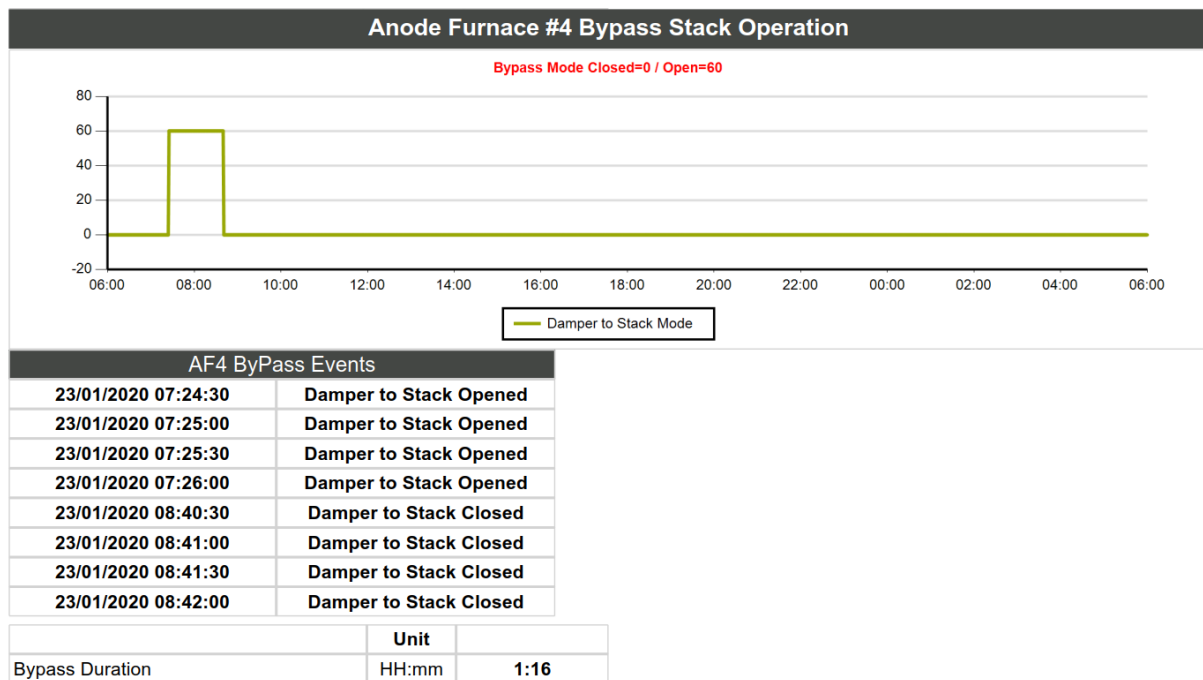 Anode Furnace #4 Bypass Stack Operation
Bypass Mode Closed=0 / Open=60
80
60
40
20
0
-20
06:00 08:00 10:00 12:00 14:00 16:00 18:00 20:00 22:00 00:00 02:00 04:00 06:00
Damper to Stack Mode
AF4 ByPass Events
23/01/2020 07:24:30 Damper to Stack Opened
23/01/2020 07:25:00 Damper to Stack Opened
23/01/2020 07:25:30 Damper to Stack Opened
23/01/2020 07:26:00 Damper to Stack Opened
23/01/2020 08:40:30 Damper to Stack Closed
23/01/2020 08:41:00 Damper to Stack Closed
23/01/2020 08:41:30 Damper to Stack Closed
23/01/2020 08:42:00 Damper to Stack Closed
Unit
Bypass Duration HH:mm 1:16